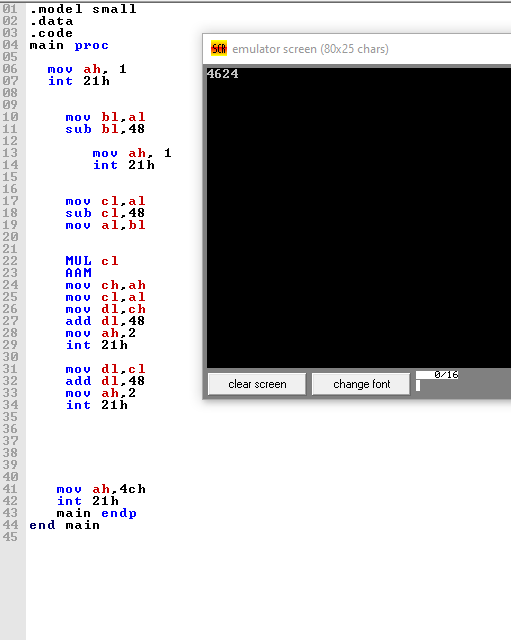 01 .model small
02 .data
03 .code
04 main proc
05
06 mov ah, 1
07 int 21h
08
09
10 mov bl,al
11 sub bl,48
12
13 mov ah, 1
14 int 21h
15
16
17 mov cl,al
18 sub cl,48
19 mov al,bl
20
21
22 MUL cl
23 AAM
24 mov ch,ah
25 mov cl,al
26 mov dl,ch
27 add dl,48
28 mov ah,2
29 int 21h
30
31 mov dl,cl
32 add dl,48
33 mov ah,2
34 int 21h
35
36
37
38
39
40
41 mov ah,4ch
42 int 21h
43 main endp
44 end main
45
SCR emulator screen (80x25 chars)
4624
clear screen change font 0/16